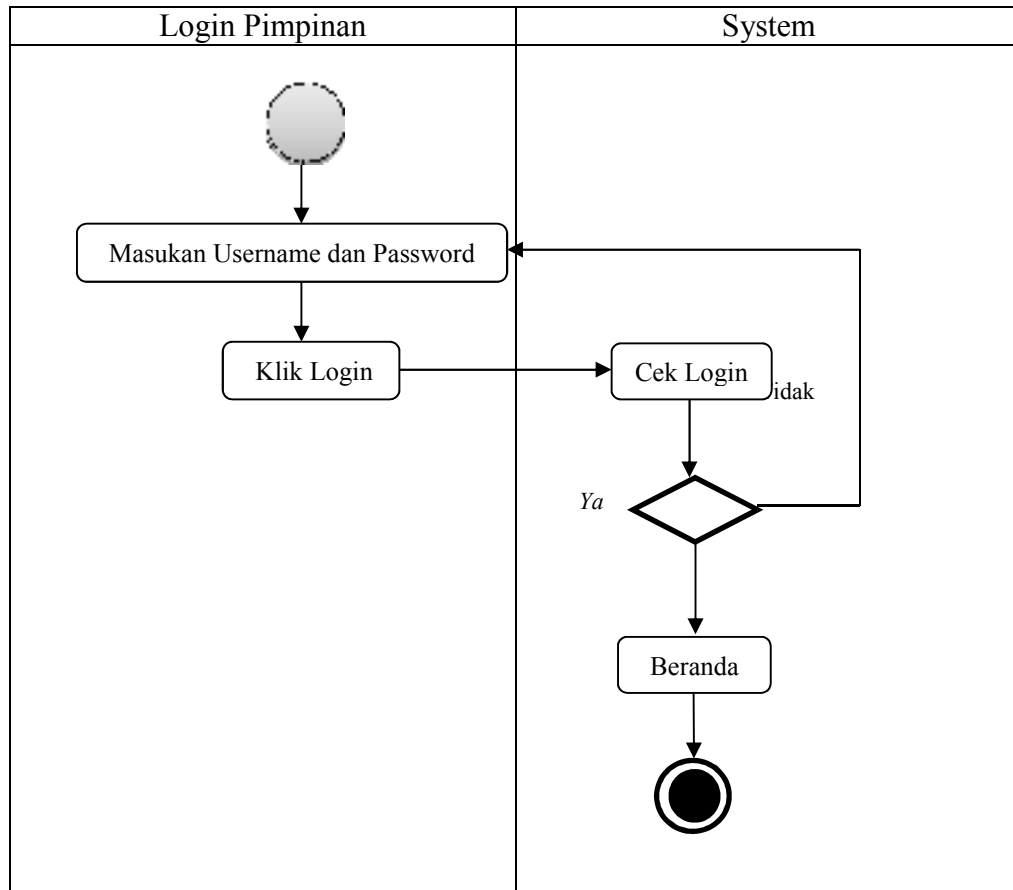 Login Pimpinan
System
Masukan Username dan Password
Klik Login
Cek Login
idak
Ya
Beranda